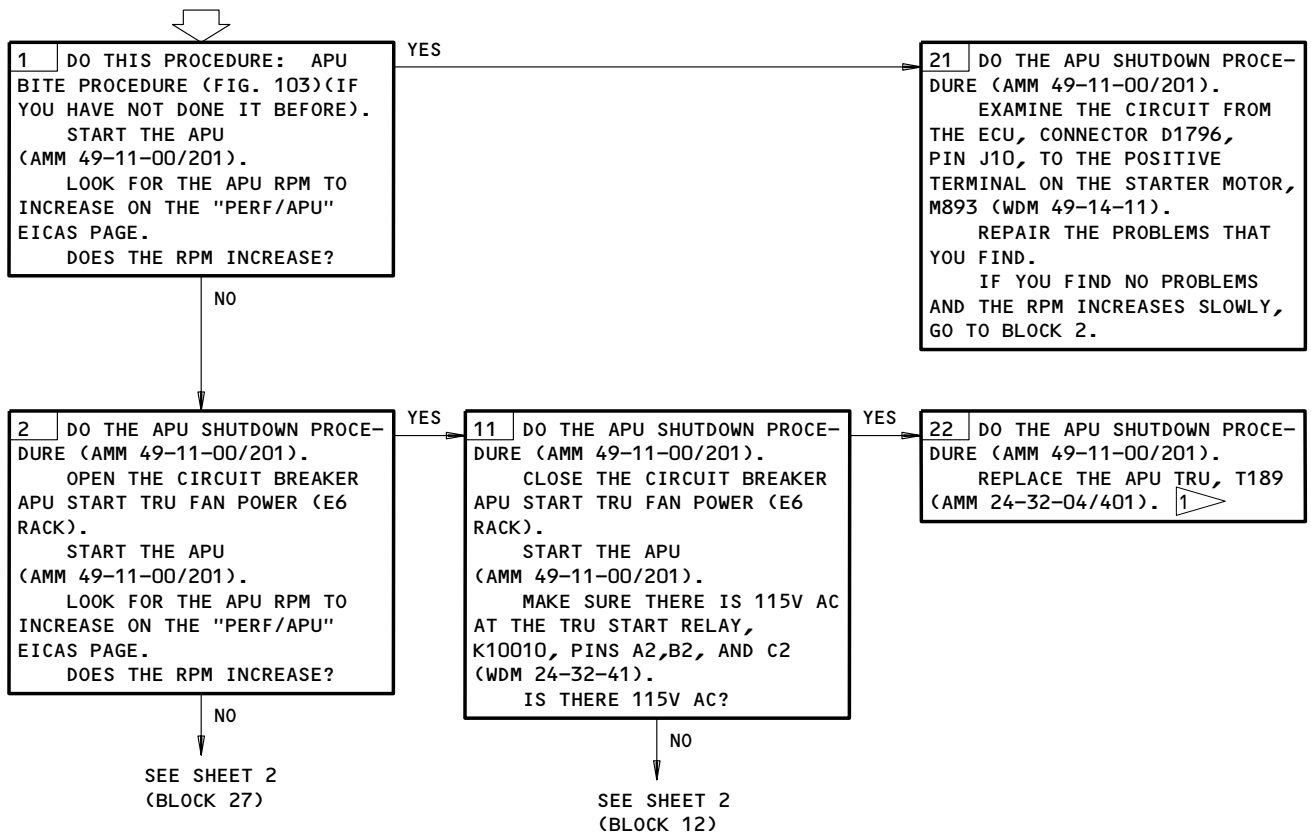 1 DO THIS PROCEDURE: APU
BITE PROCEDURE (FIG. 103)(IF
YOU HAVE NOT DONE IT BEFORE).
START THE APU
(AMM 49-11-00/201).
LOOK FOR THE APU RPM TO
INCREASE ON THE "PERF/APU"
EICAS PAGE.
DOES THE RPM INCREASE?
YES
NO
21 DO THE APU SHUTDOWN PROCE-
DURE (AMM 49-11-00/201).
EXAMINE THE CIRCUIT FROM
THE ECU, CONNECTOR D1796,
PIN J10, TO THE POSITIVE
TERMINAL ON THE STARTER MOTOR,
M893 (WDM 49-14-11).
REPAIR THE PROBLEMS THAT
YOU FIND.
IF YOU FIND NO PROBLEMS
AND THE RPM INCREASES SLOWLY,
GO TO BLOCK 2.
2 DO THE APU SHUTDOWN PROCE-
DURE (AMM 49-11-00/201).
OPEN THE CIRCUIT BREAKER
APU START TRU FAN POWER (E6
RACK).
START THE APU
(AMM 49-11-00/201).
LOOK FOR THE APU RPM TO
INCREASE ON THE "PERF/APU"
EICAS PAGE.
DOES THE RPM INCREASE?
YES
NO
SEE SHEET 2
(BLOCK 27)
11 DO THE APU SHUTDOWN PROCE-
DURE (AMM 49-11-00/201).
CLOSE THE CIRCUIT BREAKER
APU START TRU FAN POWER (E6
RACK).
START THE APU
(AMM 49-11-00/201).
MAKE SURE THERE IS 115V AC
AT THE TRU START RELAY,
K10010, PINS A2,B2, AND C2
(WDM 24-32-41).
IS THERE 115V AC?
YES
NO
SEE SHEET 2
(BLOCK 12)
22 DO THE APU SHUTDOWN PROCE-
DURE (AMM 49-11-00/201).
REPLACE THE APU TRU, T189
(AMM 24-32-04/401). 1